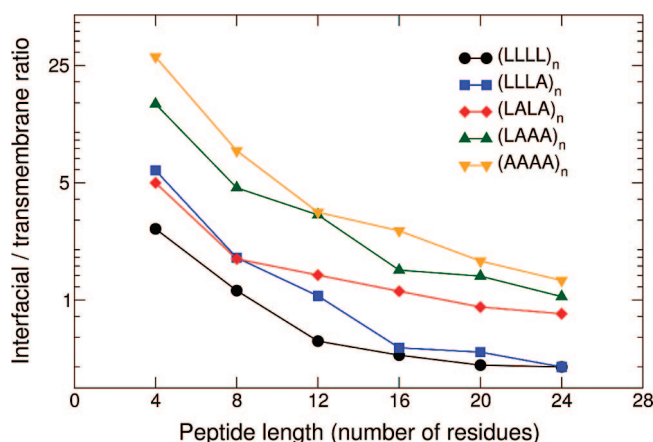 Interfacial / transmembrane ratio
25
5
1
(LLLL)n
(LLLA)n
(LALA)n
(LAAA)n
(AAAA)n
0 4 8 12 16 20 24 28
Peptide length (number of residues)